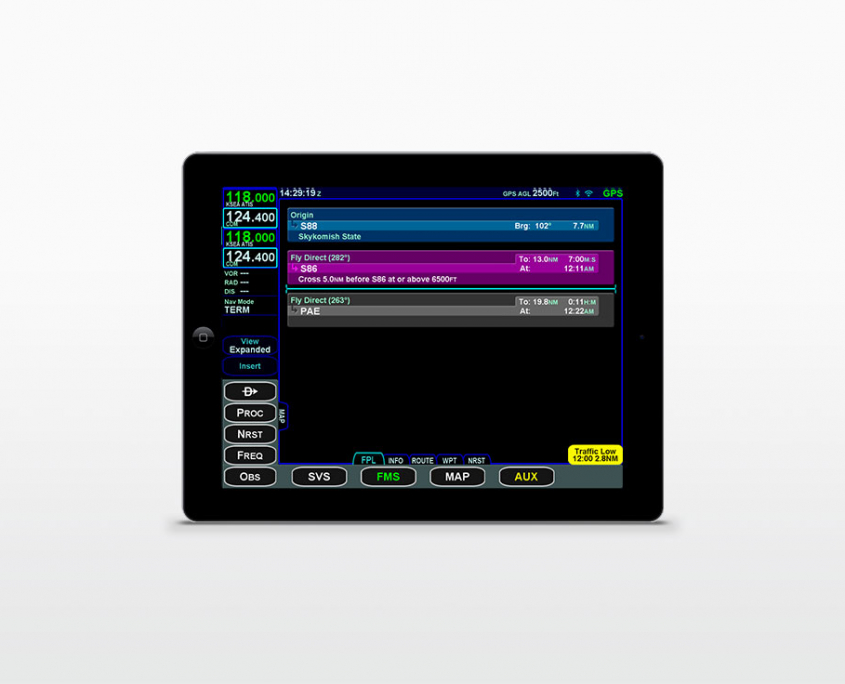 118.000
KSEA ATIS
124.400
COM
118.000
KSEA ATIS
124.400
COM
VOR ---
RAD ---
DIS ---
Nav Mode
TERM
View
Expanded
Insert
D
PROC
NRST
FREQ
OBS
14:29:19 Z
GPS AGL 2500FT
GPS
Origin
S88 Brg: 102° 7.7NM
Skykomish State
Fly Direct (282°) To: 13.0NM 7:00M:S
S86 At: 12:11AM
Cross 5.0NM before S86 at or above 6500FT
Fly Direct (263°) To: 19.8NM 0:11H:M
PAE At: 12:22AM
MAP
FPL INFO ROUTE WPT NRST
Traffic Low
12:00 2.8NM
SVS FMS MAP AUX